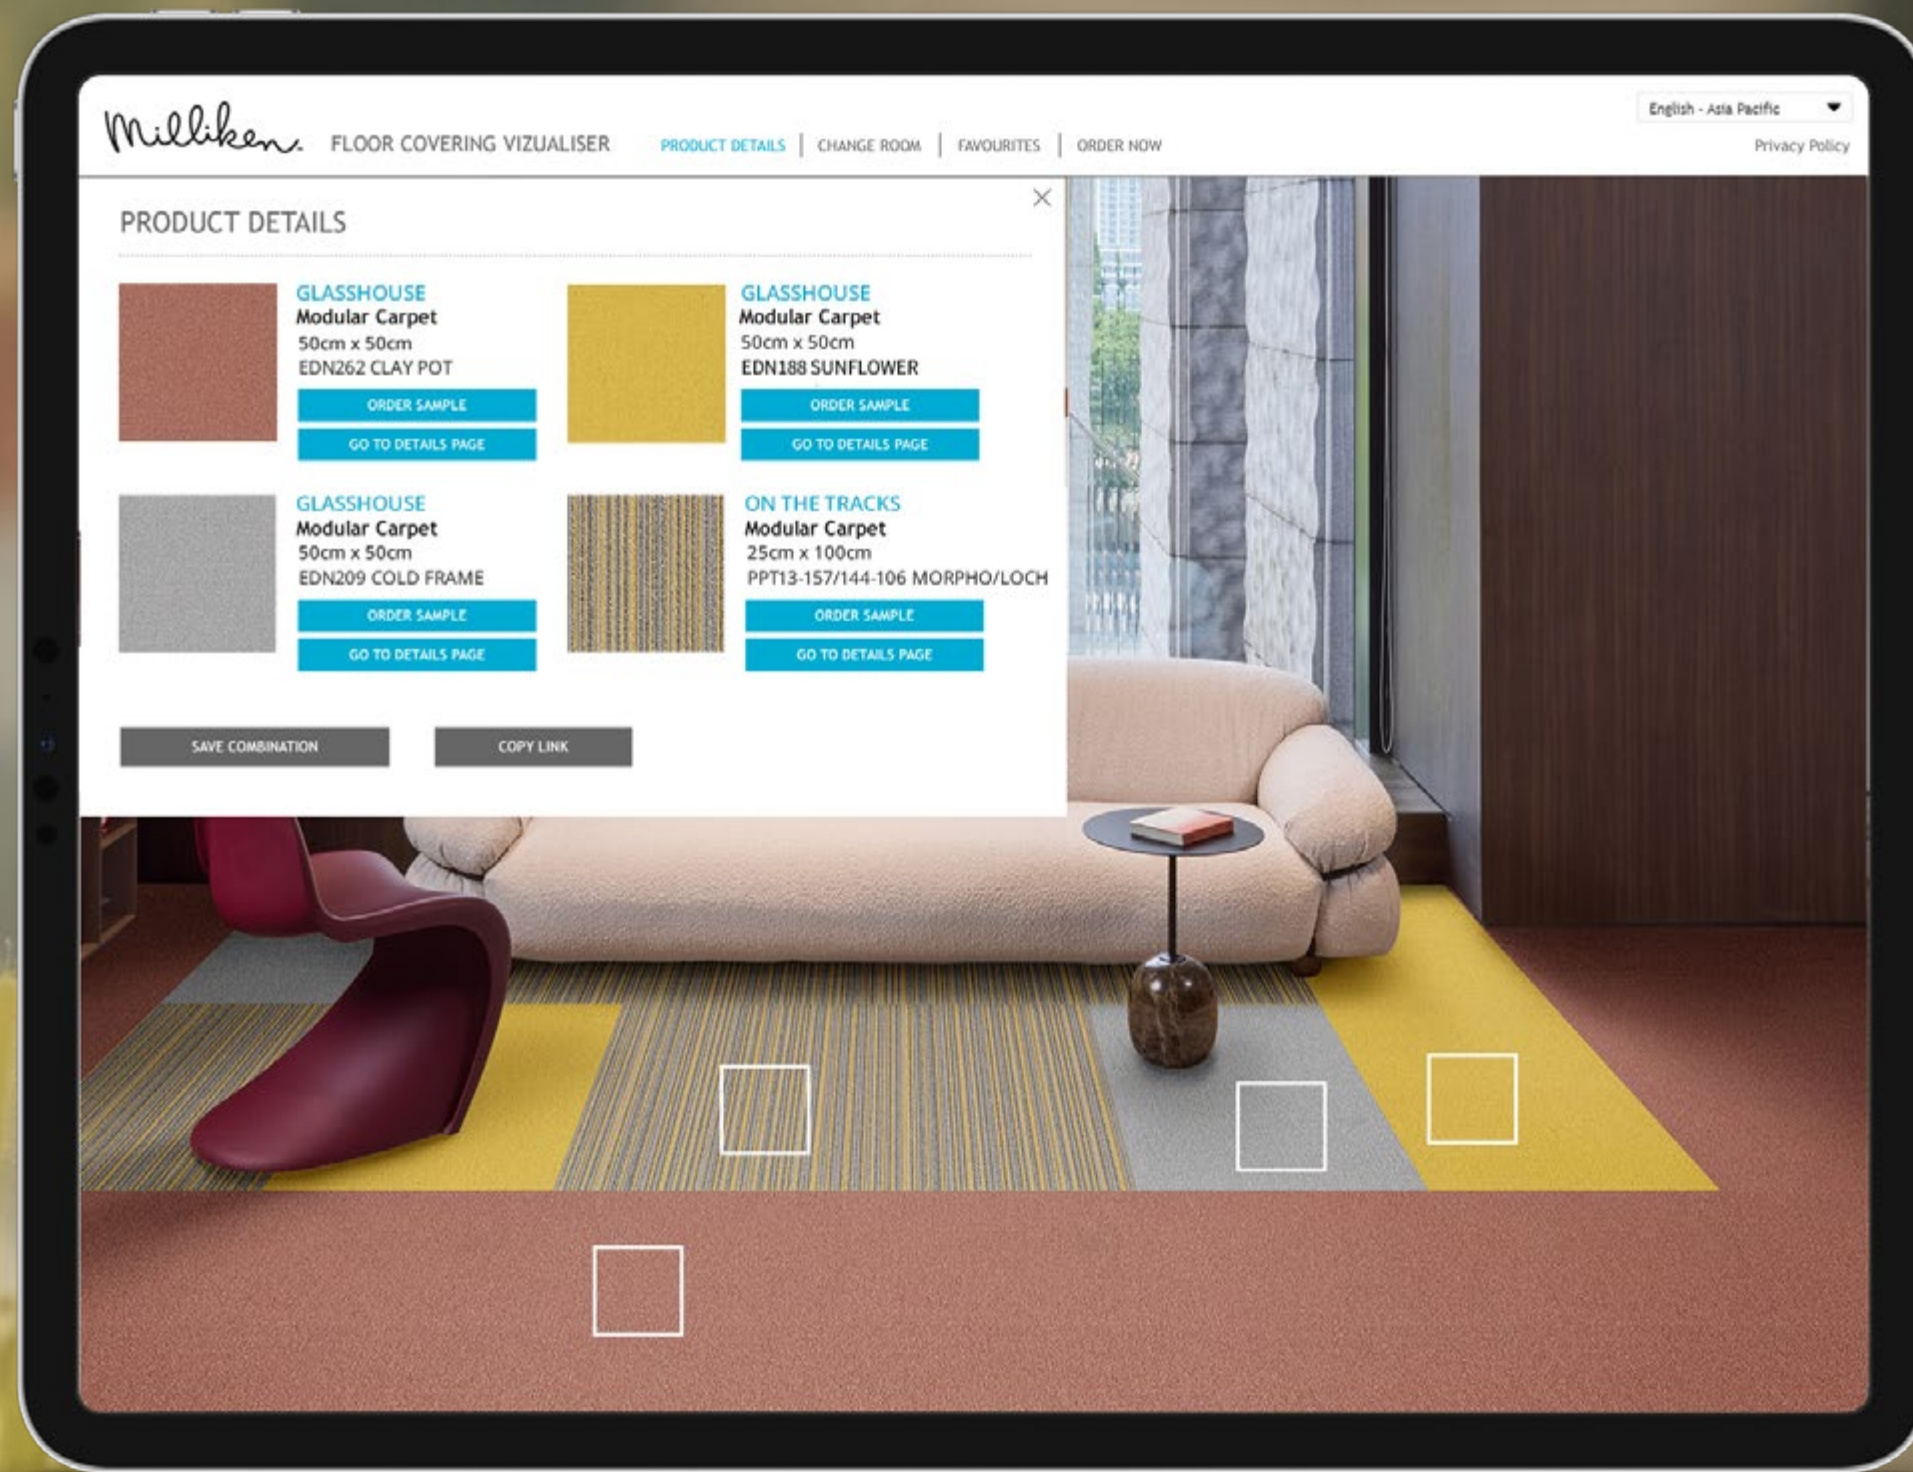 Milliken.
FLOOR COVERING VIZUALISER
PRODUCT DETAILS | CHANGE ROOM | FAVOURITES | ORDER NOW
English - Asia Pacific
Privacy Policy
PRODUCT DETAILS
GLASSHOUSE
Modular Carpet
50cm x 50cm
EDN262 CLAY POT
ORDER SAMPLE
GO TO DETAILS PAGE
GLASSHOUSE
Modular Carpet
50cm x 50cm
EDN188 SUNFLOWER
ORDER SAMPLE
GO TO DETAILS PAGE
GLASSHOUSE
Modular Carpet
50cm x 50cm
EDN209 COLD FRAME
ORDER SAMPLE
GO TO DETAILS PAGE
ON THE TRACKS
Modular Carpet
25cm x 100cm
PPT13-157/144-106 MORPHO/LOCH
ORDER SAMPLE
GO TO DETAILS PAGE
SAVE COMBINATION
COPY LINK